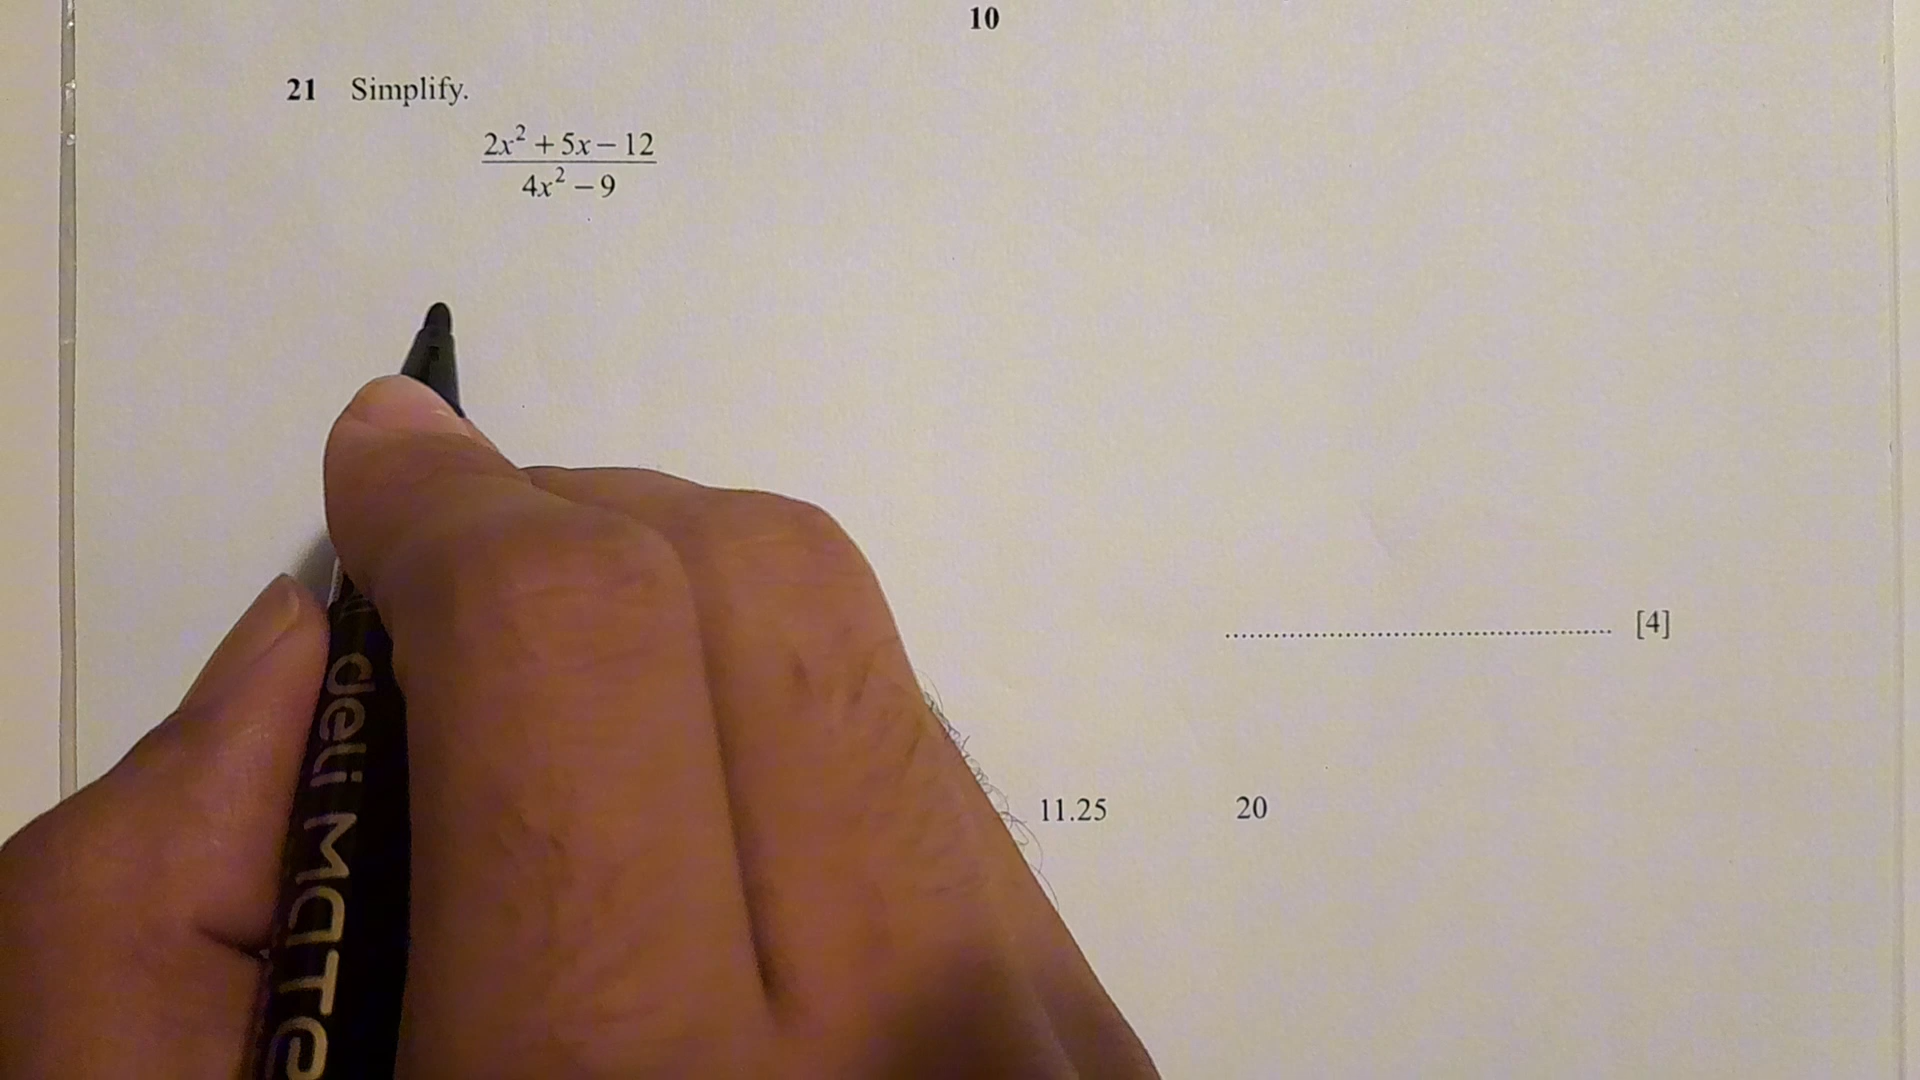 10
21 Simplify.
2x² + 5x − 12
4x² − 9
[4]
11.25 20
deli MATE